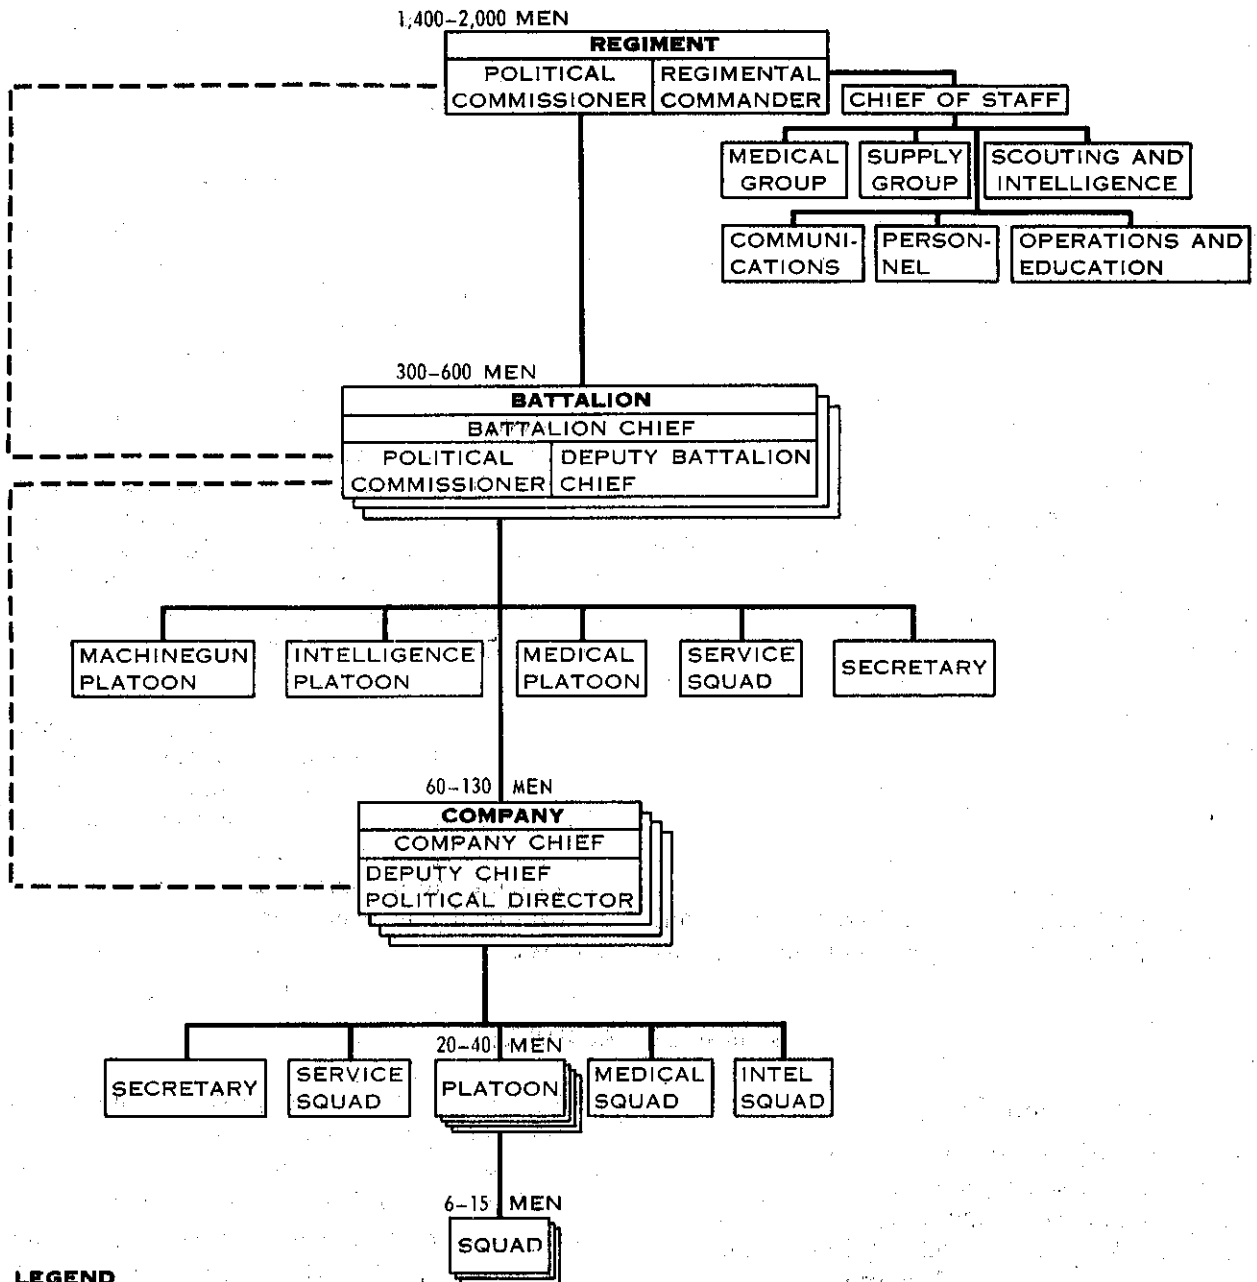 1,400–2,000 MEN
REGIMENT
POLITICAL
COMMISSIONER
REGIMENTAL
COMMANDER
CHIEF OF STAFF
MEDICAL
GROUP
SUPPLY
GROUP
SCOUTING AND
INTELLIGENCE
COMMUNI-
CATIONS
PERSON-
NEL
OPERATIONS AND
EDUCATION
300–600 MEN
BATTALION
BATTALION CHIEF
POLITICAL
COMMISSIONER
DEPUTY BATTALION
CHIEF
MACHINEGUN
PLATOON
INTELLIGENCE
PLATOON
MEDICAL
PLATOON
SERVICE
SQUAD
SECRETARY
60–130 MEN
COMPANY
COMPANY CHIEF
DEPUTY CHIEF
POLITICAL DIRECTOR
SECRETARY
SERVICE
SQUAD
20–40 MEN
PLATOON
MEDICAL
SQUAD
INTEL
SQUAD
6–15 MEN
SQUAD
LEGEND